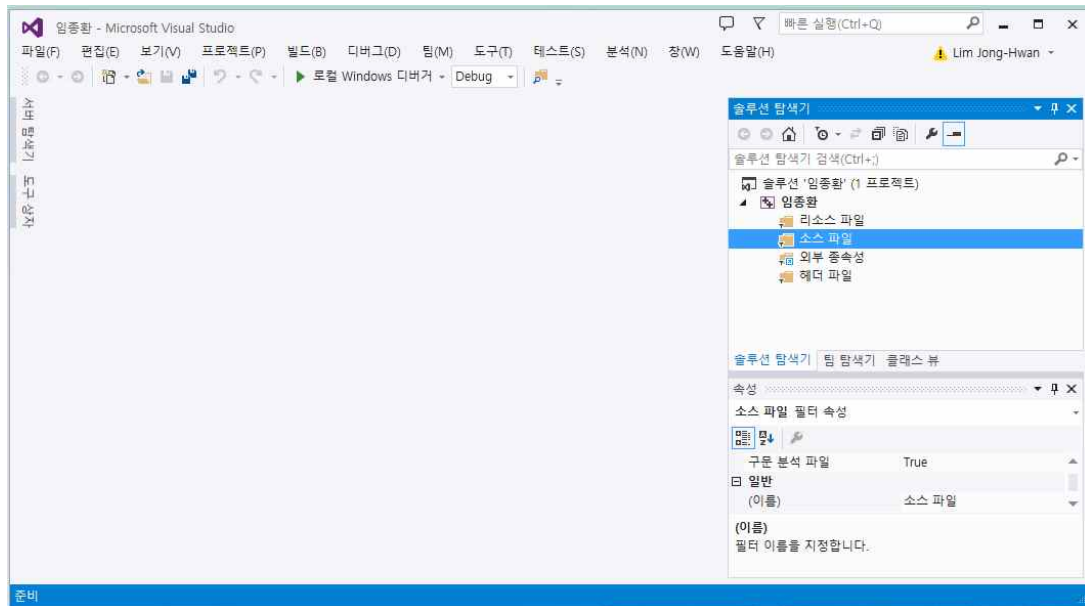 임종환 - Microsoft Visual Studio
빠른 실행(Ctrl+Q)
파일(F) 편집(E) 보기(V) 프로젝트(P) 빌드(B) 디버그(D) 팀(M) 도구(T) 테스트(S) 분석(N) 창(W) 도움말(H) Lim Jong-Hwan
로컬 Windows 디버거 Debug
서버 탐색기
도구 상자
솔루션 탐색기
솔루션 탐색기 검색(Ctrl+;)
솔루션 '임종환' (1 프로젝트)
임종환
리소스 파일
소스 파일
외부 종속성
헤더 파일
솔루션 탐색기 팀 탐색기 클래스 뷰
속성
소스 파일 필터 속성
구문 분석 파일 True
일반
(이름) 소스 파일
(이름)
필터 이름을 지정합니다.
준비